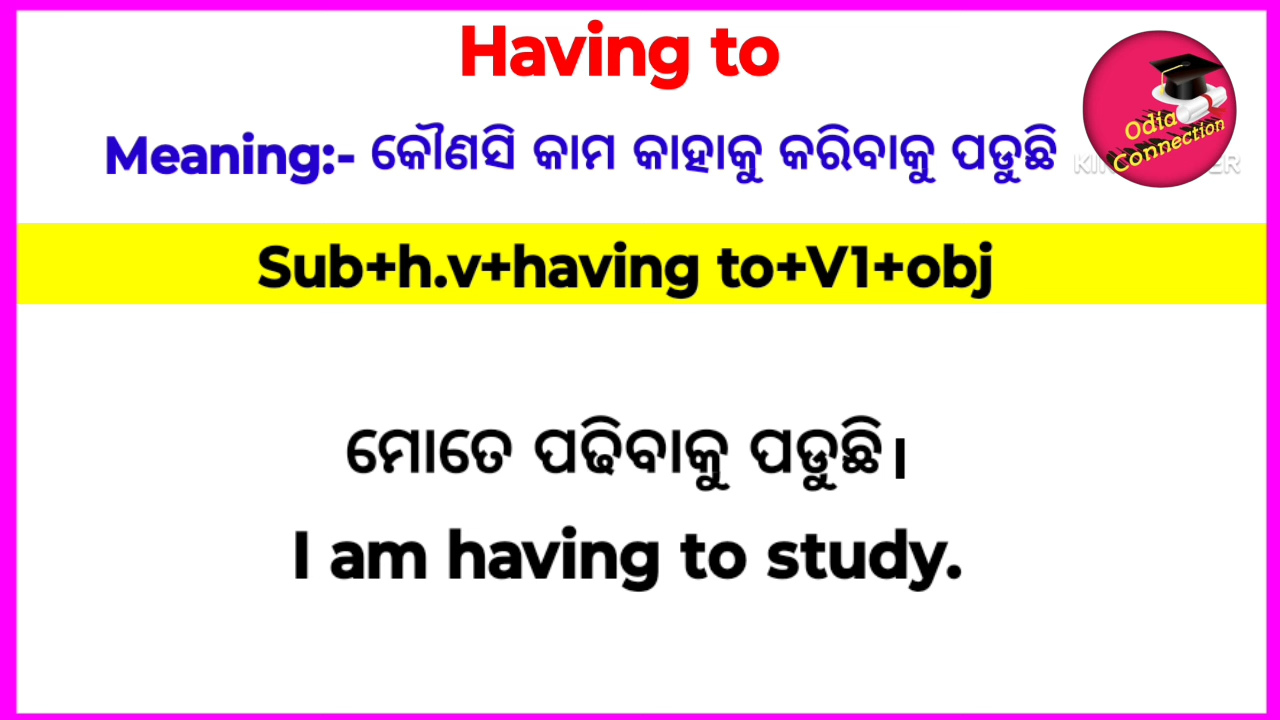 Having to
Meaning:- କୌଣସି କାମ କାହାକୁ କରିବାକୁ ପଡୁଛି
Odia
Connection
Sub+h.v+having to+V1+obj
ମୋତେ ପଢିବାକୁ ପଡୁଛି।
I am having to study.